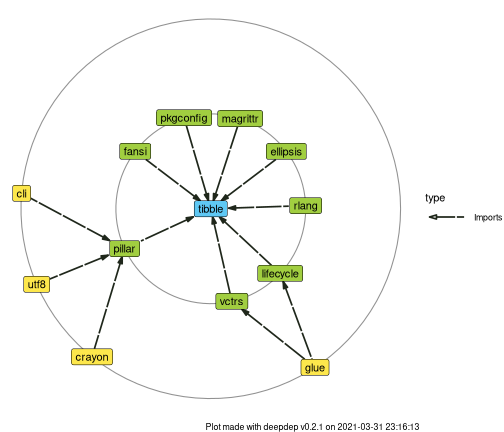 pkgconfig
magrittr
fansi
ellipsis
cli
rlang
tibble
type
Imports
pillar
lifecycle
utf8
vctrs
crayon
glue
Plot made with deepdep v0.2.1 on 2021-03-31 23:16:13